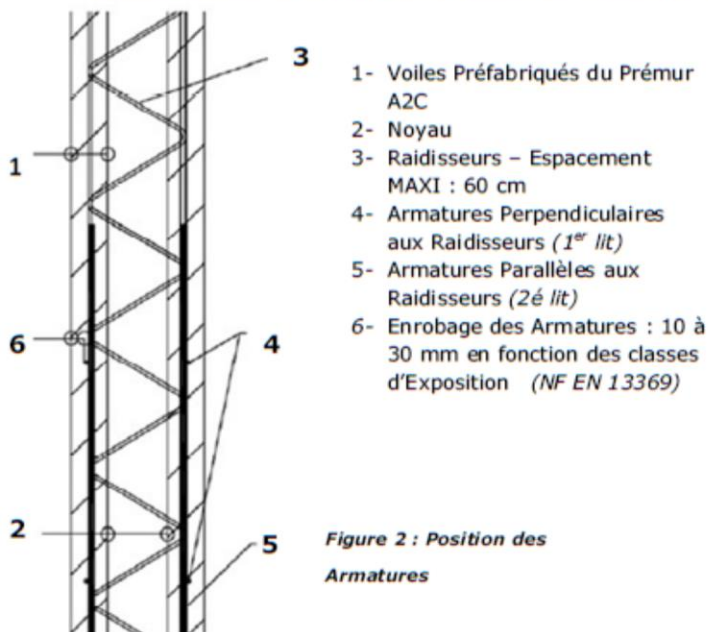 3
1
6
4
2
5
1- Voiles Préfabriqués du Prémur
A2C
2- Noyau
3- Raidisseurs – Espacement
MAXI : 60 cm
4- Armatures Perpendiculaires
aux Raidisseurs (1er lit)
5- Armatures Parallèles aux
Raidisseurs (2é lit)
6- Enrobage des Armatures : 10 à
30 mm en fonction des classes
d'Exposition (NF EN 13369)
Figure 2 : Position des
Armatures